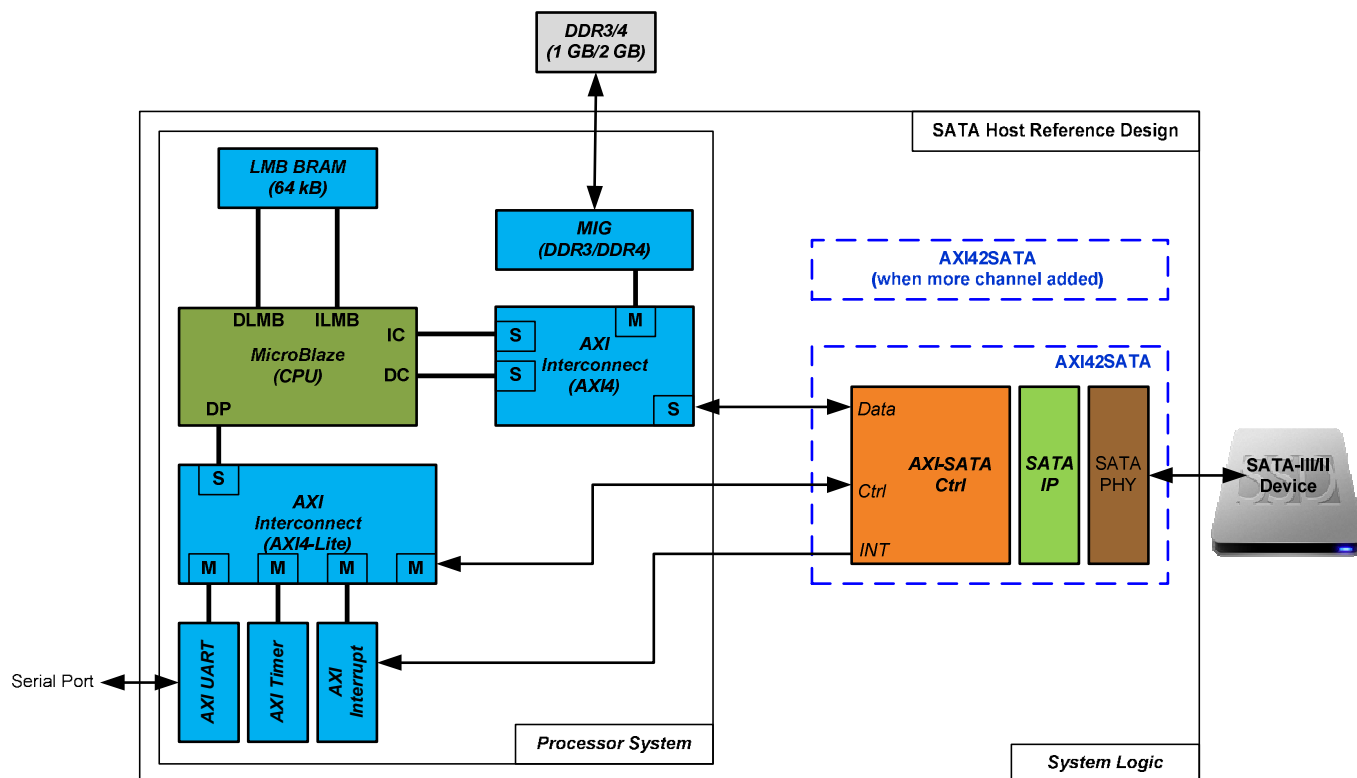 DDR3/4
(1 GB/2 GB)
SATA Host Reference Design
LMB BRAM
(64 kB)
MIG
(DDR3/DDR4)
AXI42SATA
(when more channel added)
DLMB ILMB
IC
DC
MicroBlaze
(CPU)
DP
S
S
M
AXI
Interconnect
(AXI4)
S
AXI42SATA
Data
Ctrl
INT
AXI-SATA
Ctrl
SATA
IP
SATA
PHY
SATA-III/II
Device
SSD
S
AXI
Interconnect
(AXI4-Lite)
M
M
M
M
AXI UART
AXI Timer
AXI
Interrupt
Serial Port
Processor System
System Logic